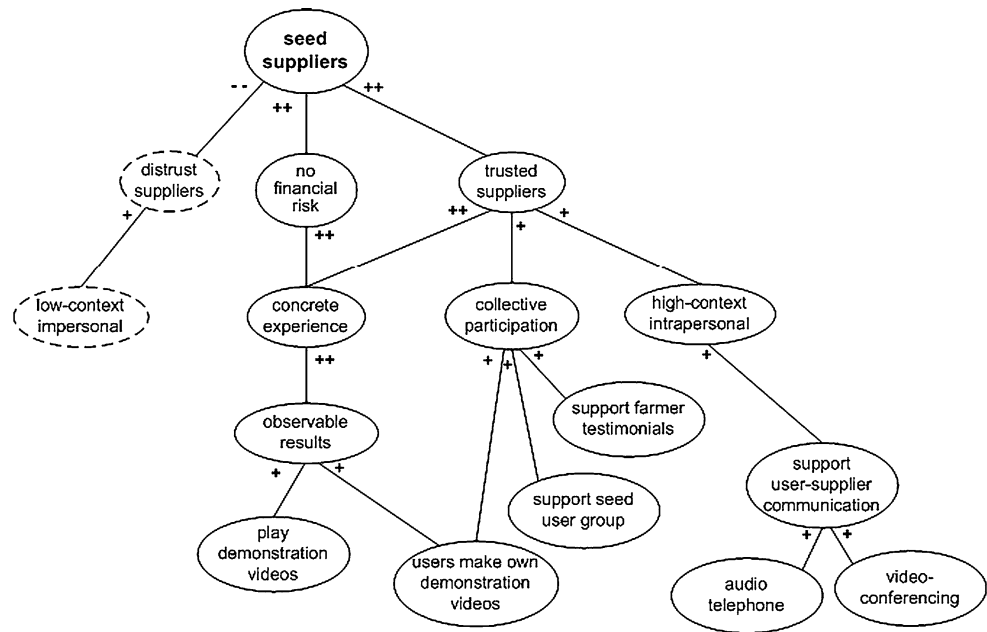 seed
suppliers
- -
++
++
distrust
suppliers
no
financial
risk
trusted
suppliers
+
++
++
+
+
low-context
impersonal
concrete
experience
collective
participation
high-context
intrapersonal
++
+
+
+
+
observable
results
support farmer
testimonials
support
user-supplier
communication
+
+
support seed
user group
+
+
play
demonstration
videos
users make own
demonstration
videos
audio
telephone
video-
conferencing